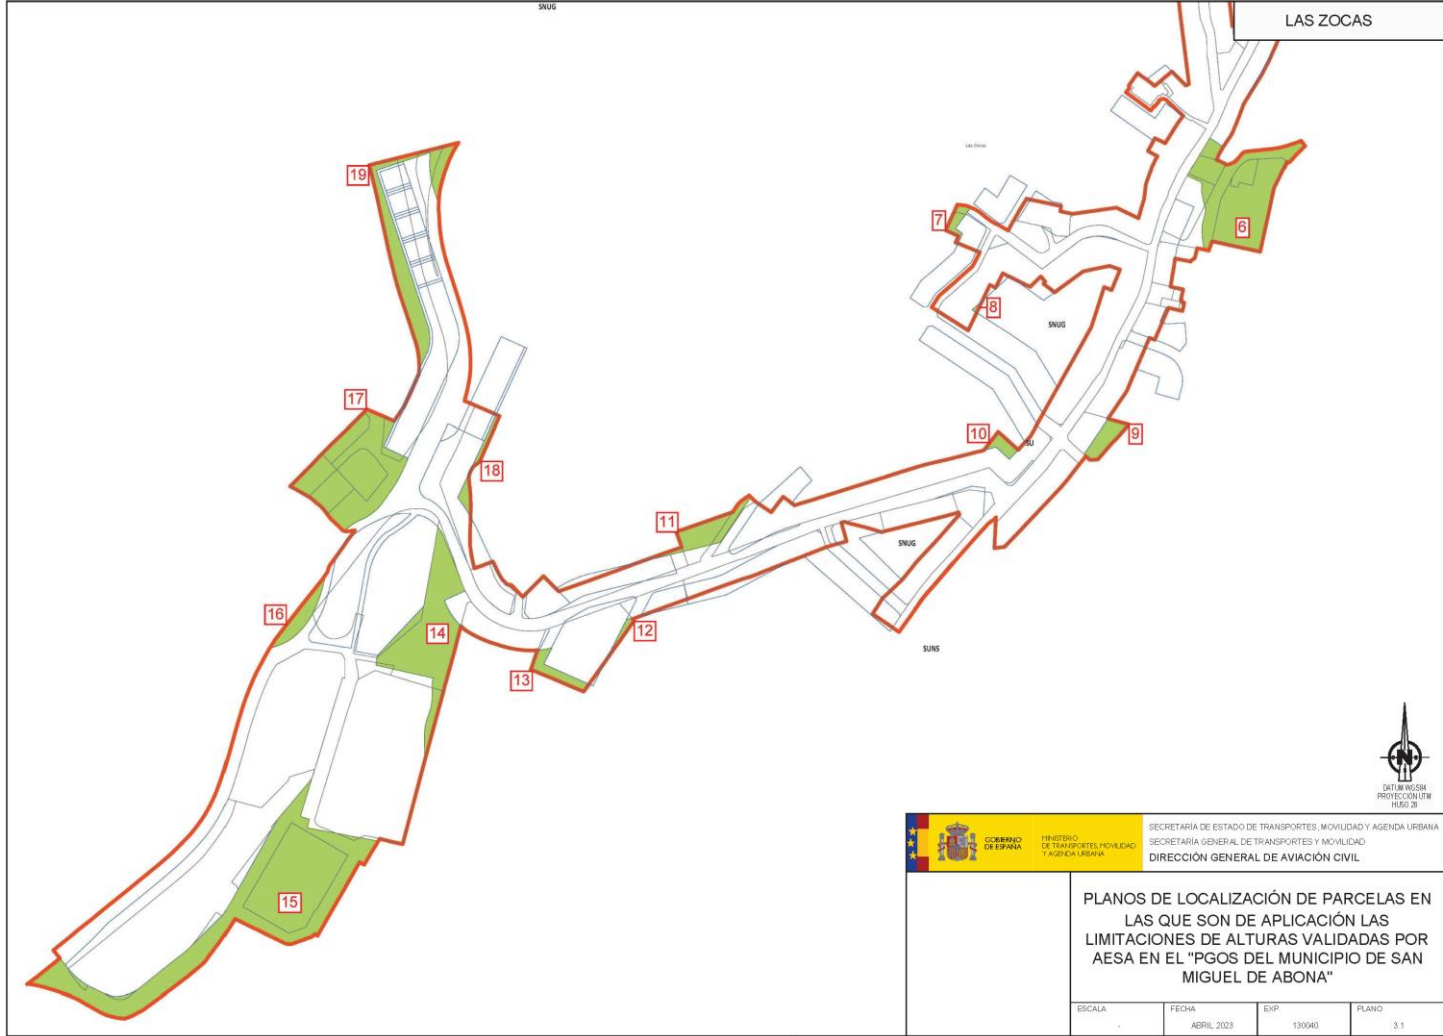 SNUG
LAS ZOCAS
19
Las Zocas
7
6
8
SNUG
17
10
SU
9
18
11
SNUG
16
14
12
SUNS
13
15
N
DATUM WGS84
PROYECCIÓN UTM
HUSO 28
GOBIERNO
DE ESPAÑA
MINISTERIO
DE TRANSPORTES, MOVILIDAD
Y AGENDA URBANA
SECRETARÍA DE ESTADO DE TRANSPORTES, MOVILIDAD Y AGENDA URBANA
SECRETARÍA GENERAL DE TRANSPORTES Y MOVILIDAD
DIRECCIÓN GENERAL DE AVIACIÓN CIVIL
PLANOS DE LOCALIZACIÓN DE PARCELAS EN
LAS QUE SON DE APLICACIÓN LAS
LIMITACIONES DE ALTURAS VALIDADAS POR
AESA EN EL "PGOS DEL MUNICIPIO DE SAN
MIGUEL DE ABONA"
ESCALA FECHA EXP PLANO
- ABRIL 2023 130040 3.1